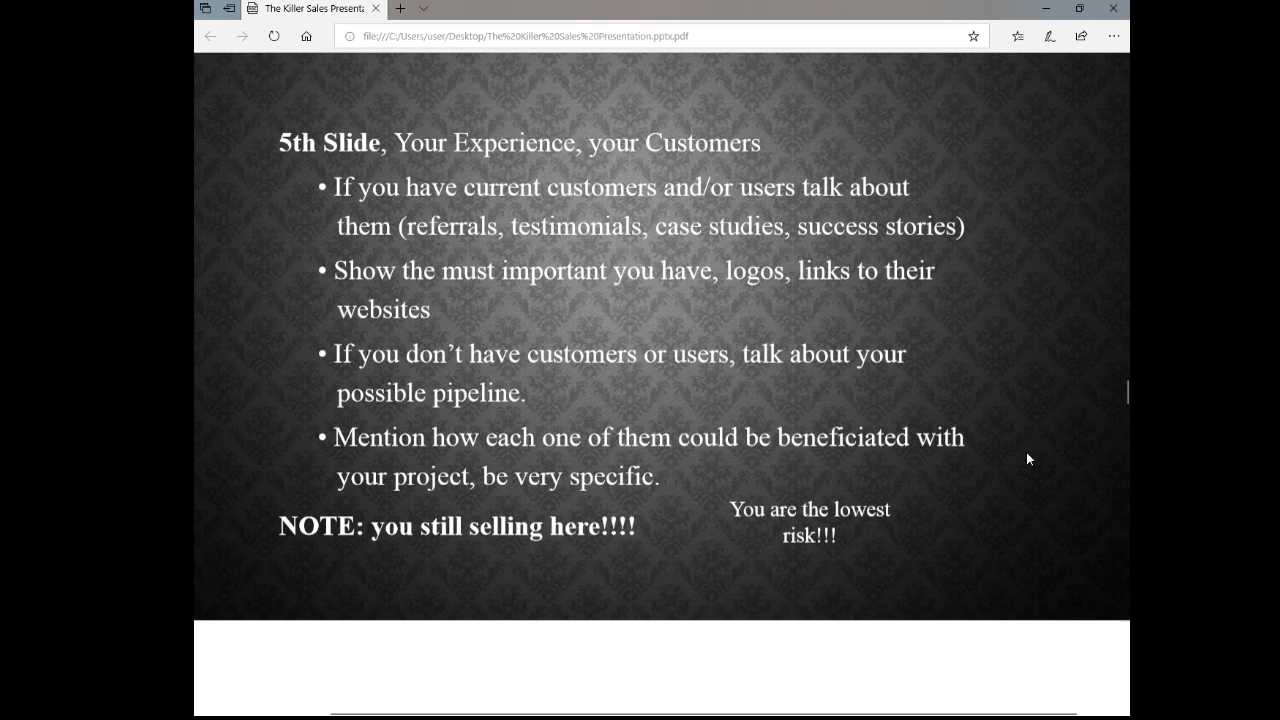 The Killer Sales Presenta
file:///C:/Users/user/Desktop/The%20Killer%20Sales%20Presentation.pptx.pdf
5th Slide, Your Experience, your Customers
• If you have current customers and/or users talk about
them (referrals, testimonials, case studies, success stories)
• Show the must important you have, logos, links to their
websites
• If you don’t have customers or users, talk about your
possible pipeline.
• Mention how each one of them could be beneficiated with
your project, be very specific.
NOTE: you still selling here!!!!
You are the lowest
risk!!!